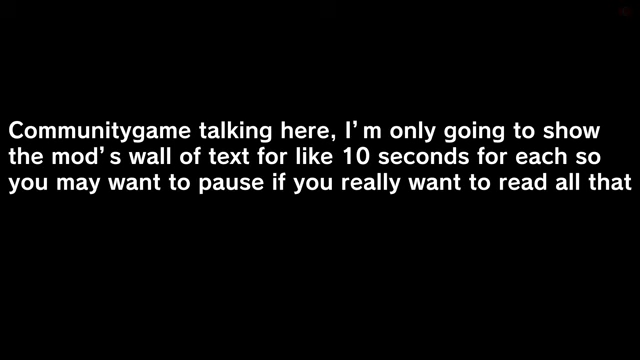 Communitygame talking here, I’m only going to show
the mod’s wall of text for like 10 seconds for each so
you may want to pause if you really want to read all that